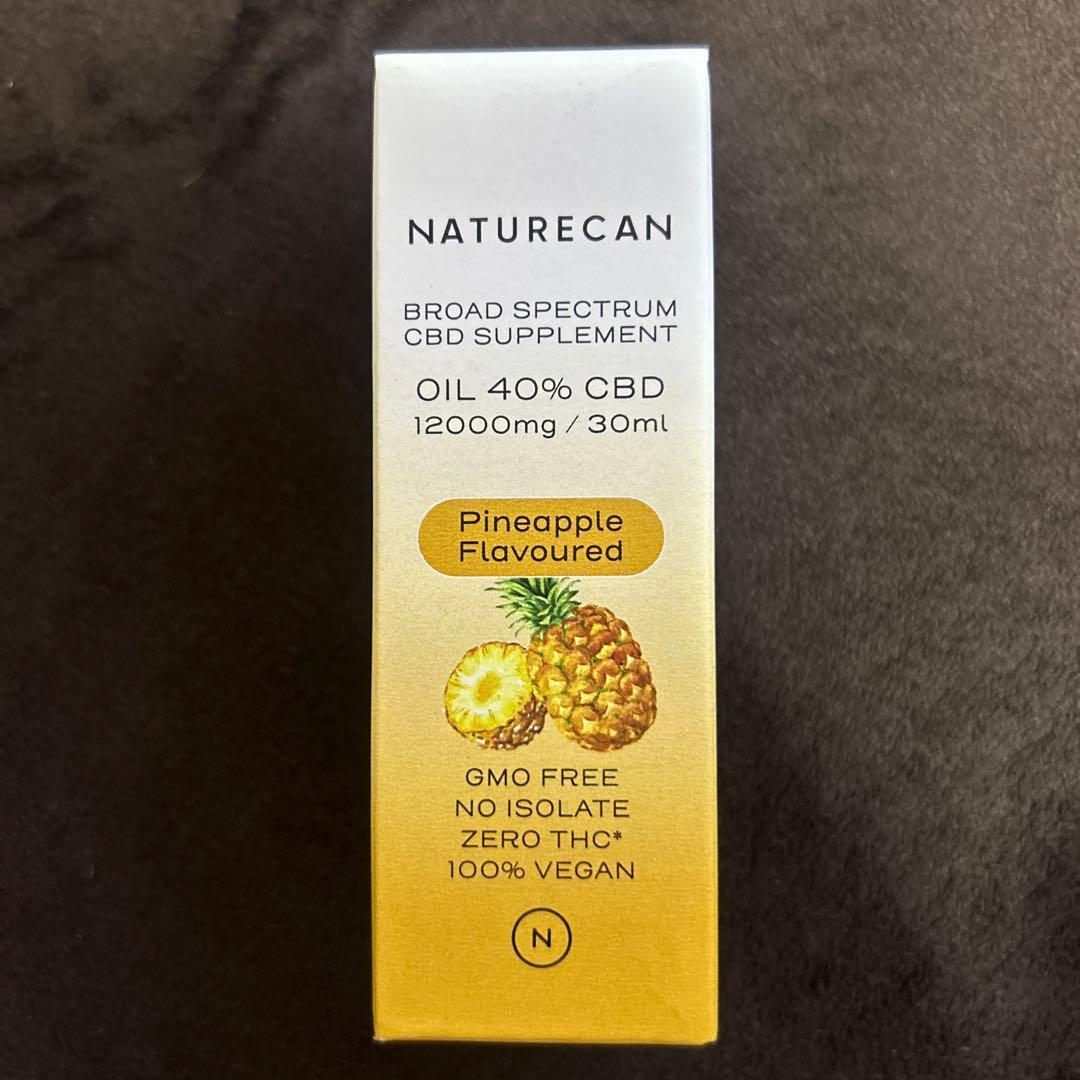 NATURECAN
BROAD SPECTRUM
CBD SUPPLEMENT
OIL 40% CBD
12000mg / 30ml
Pineapple
Flavoured
GMO FREE
NO ISOLATE
ZERO THC*
100% VEGAN
N